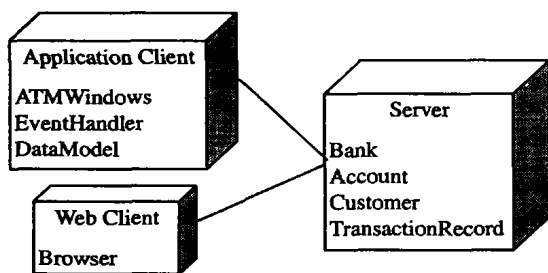 Application Client
ATMWindows
EventHandler
DataModel
Web Client
Browser
Server
Bank
Account
Customer
TransactionRecord